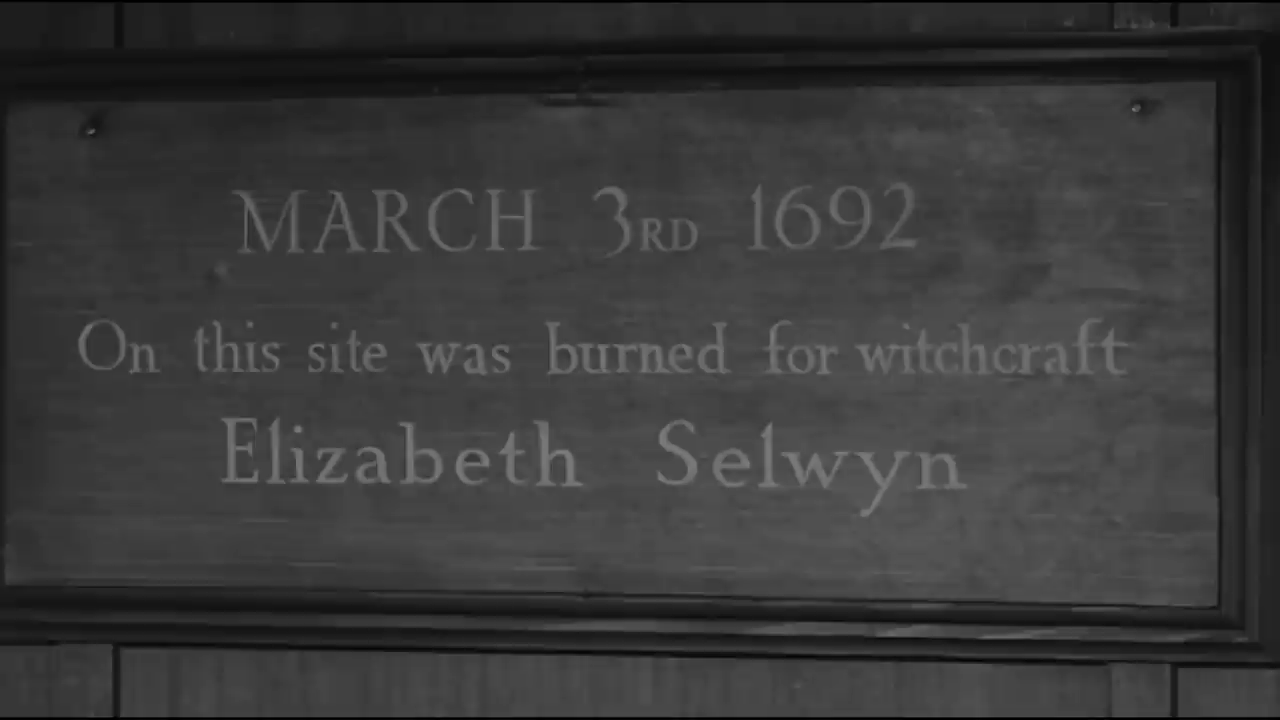 MARCH 3RD 1692
On this site was burned for witchcraft
Elizabeth Selwyn